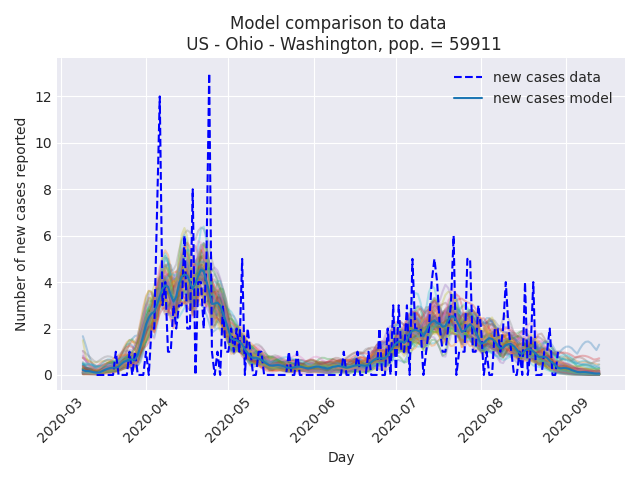 Model comparison to data
US - Ohio - Washington, pop. = 59911
new cases data
new cases model
Number of new cases reported
12
10
8
6
4
2
0
2020-03
2020-04
2020-05
2020-06
2020-07
2020-08
2020-09
Day